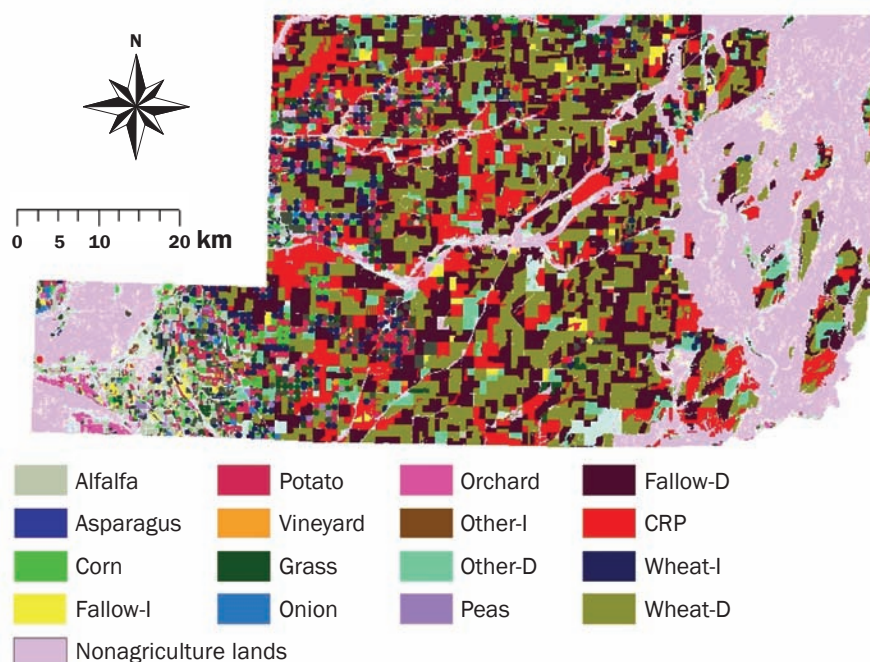 N
0 5 10 20 km
Alfalfa Potato Orchard Fallow-D
Asparagus Vineyard Other-I CRP
Corn Grass Other-D Wheat-I
Fallow-I Onion Peas Wheat-D
Nonagriculture lands